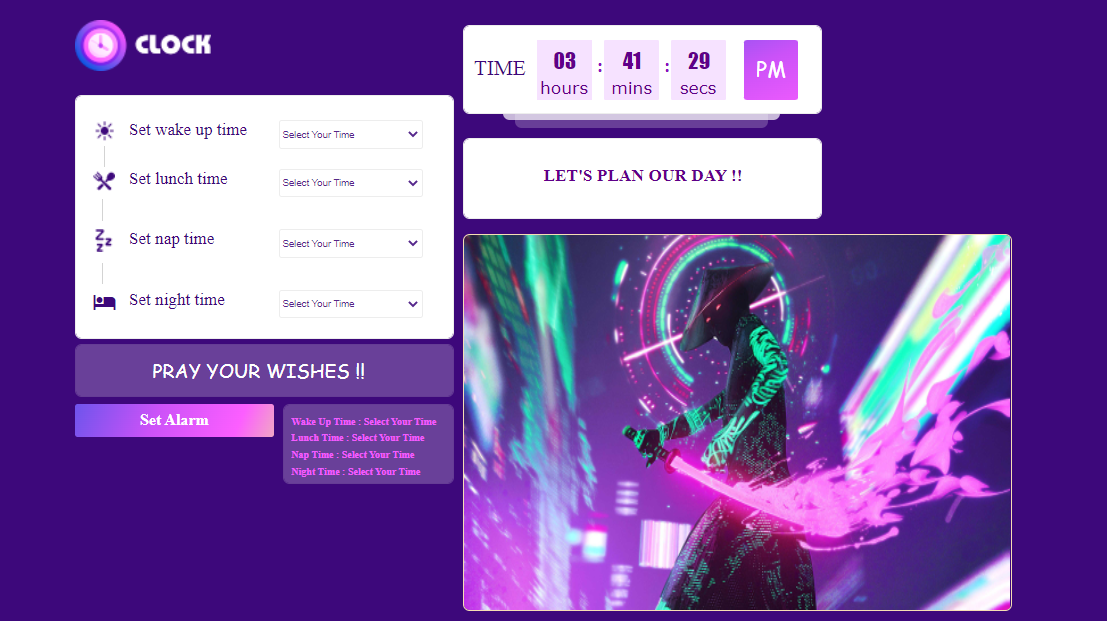 CLOCK
Set wake up time
Select Your Time
Set lunch time
Select Your Time
Set nap time
Select Your Time
Set night time
Select Your Time
PRAY YOUR WISHES !!
Set Alarm
Wake Up Time : Select Your Time
Lunch Time : Select Your Time
Nap Time : Select Your Time
Night Time : Select Your Time
TIME
03 : 41 : 29 PM
hours mins secs
LET'S PLAN OUR DAY !!